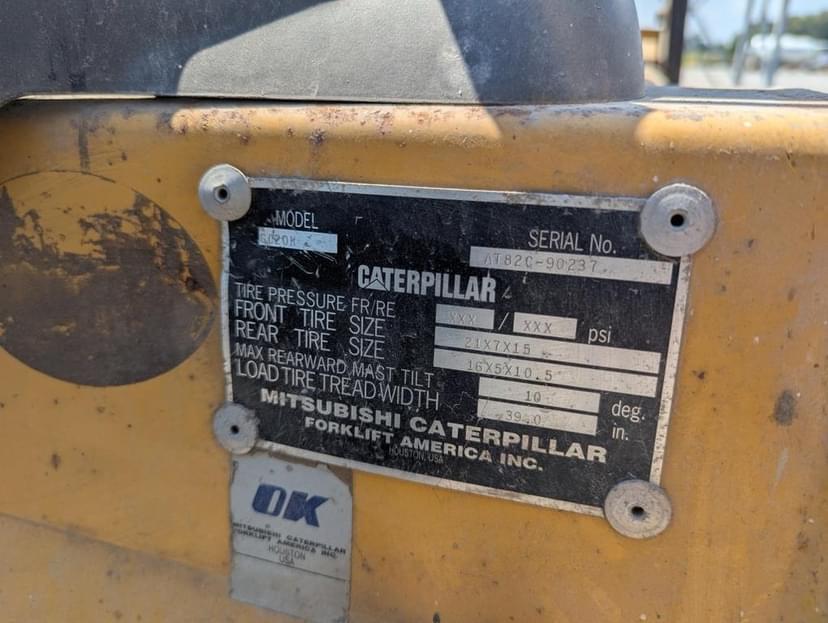 MODEL
SERIAL No.
AT82C-90237
CATERPILLAR
TIRE PRESSURE FR/RE XXX / XXX psi
FRONT TIRE SIZE 21X7X15
REAR TIRE SIZE 16X5X10.5
MAX REARWARD MAST TILT 10 deg.
LOAD TIRE TREAD WIDTH 39.0 in.
MITSUBISHI CATERPILLAR
FORKLIFT AMERICA INC.
HOUSTON, USA
OK
MITSUBISHI CATERPILLAR
FORKLIFT AMERICA INC.
HOUSTON
USA